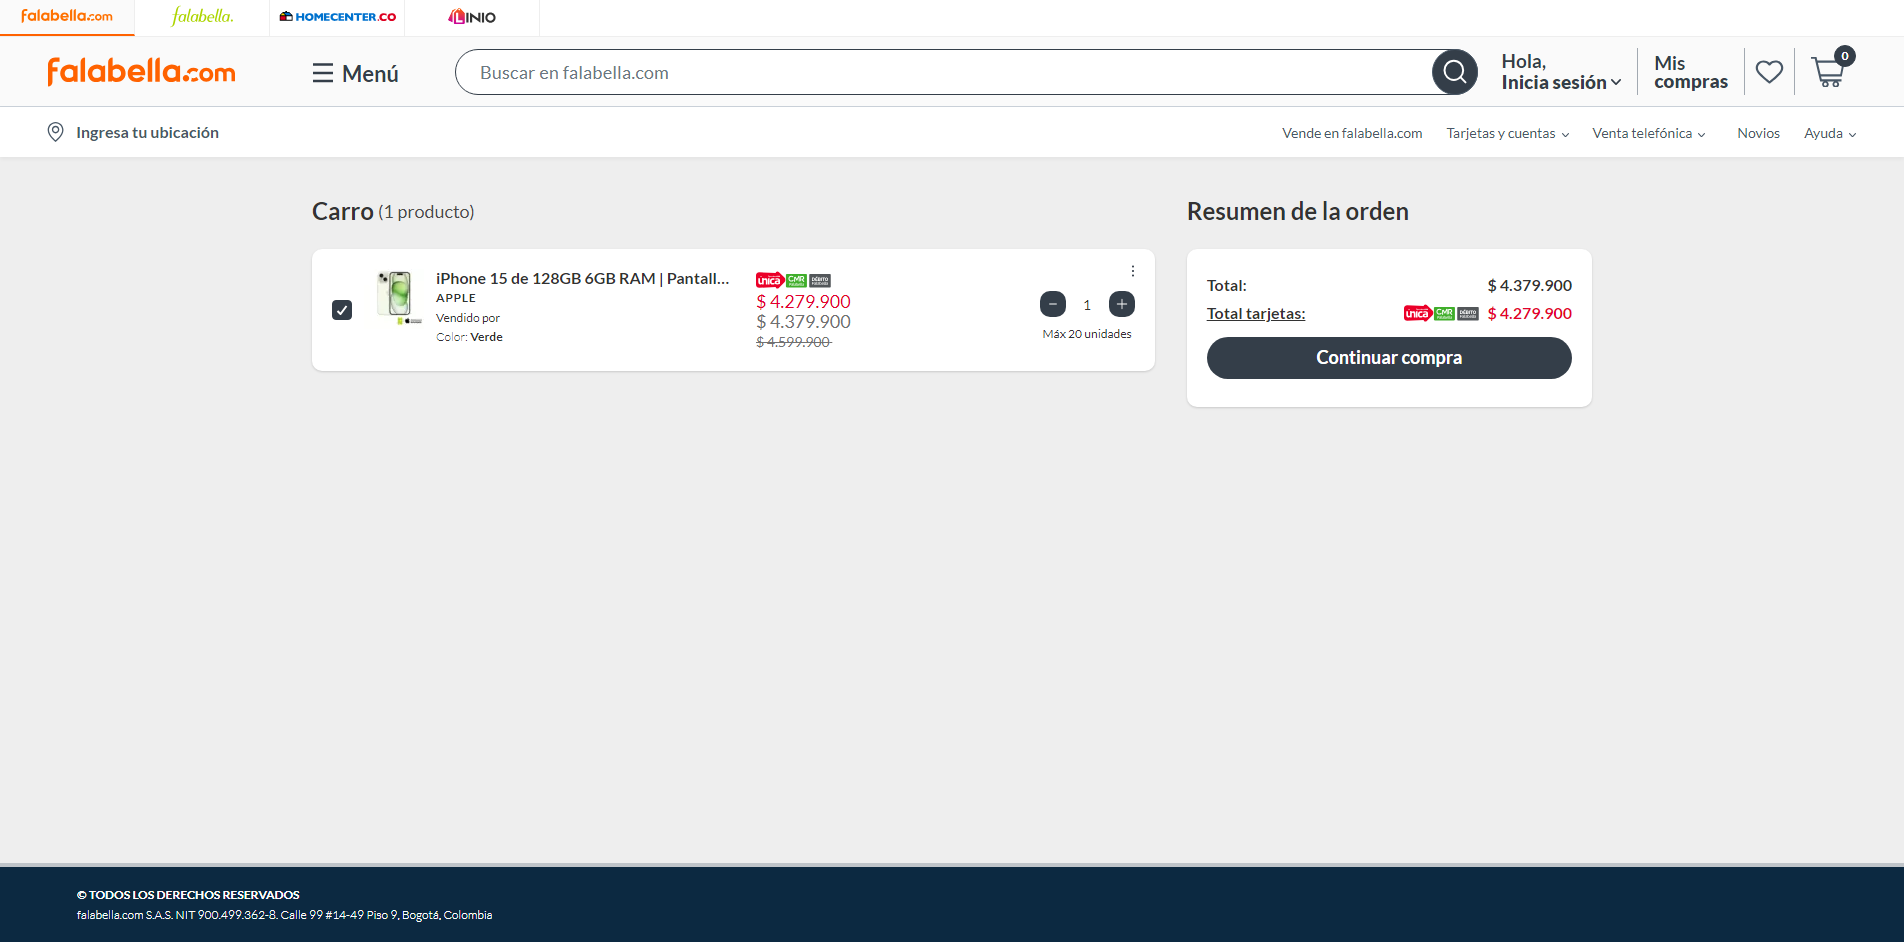 falabella.com
falabella.
HOMECENTER.CO
LINIO
falabella.com
Menú
Buscar en falabella.com
Hola,
Inicia sesión
Mis
compras
0
Ingresa tu ubicación
Vende en falabella.com
Tarjetas y cuentas
Venta telefónica
Novios
Ayuda
Carro (1 producto)
Resumen de la orden
iPhone 15 de 128GB 6GB RAM | Pantall...
APPLE
Vendido por
Color: Verde
única CMR DÉBITO
$ 4.279.900
$ 4.379.900
$ 4.599.900
1
Máx 20 unidades
Total: $ 4.379.900
Total tarjetas: única CMR DÉBITO $ 4.279.900
Continuar compra
© TODOS LOS DERECHOS RESERVADOS
falabella.com S.A.S. NIT 900.499.362-8. Calle 99 #14-49 Piso 9, Bogotá, Colombia